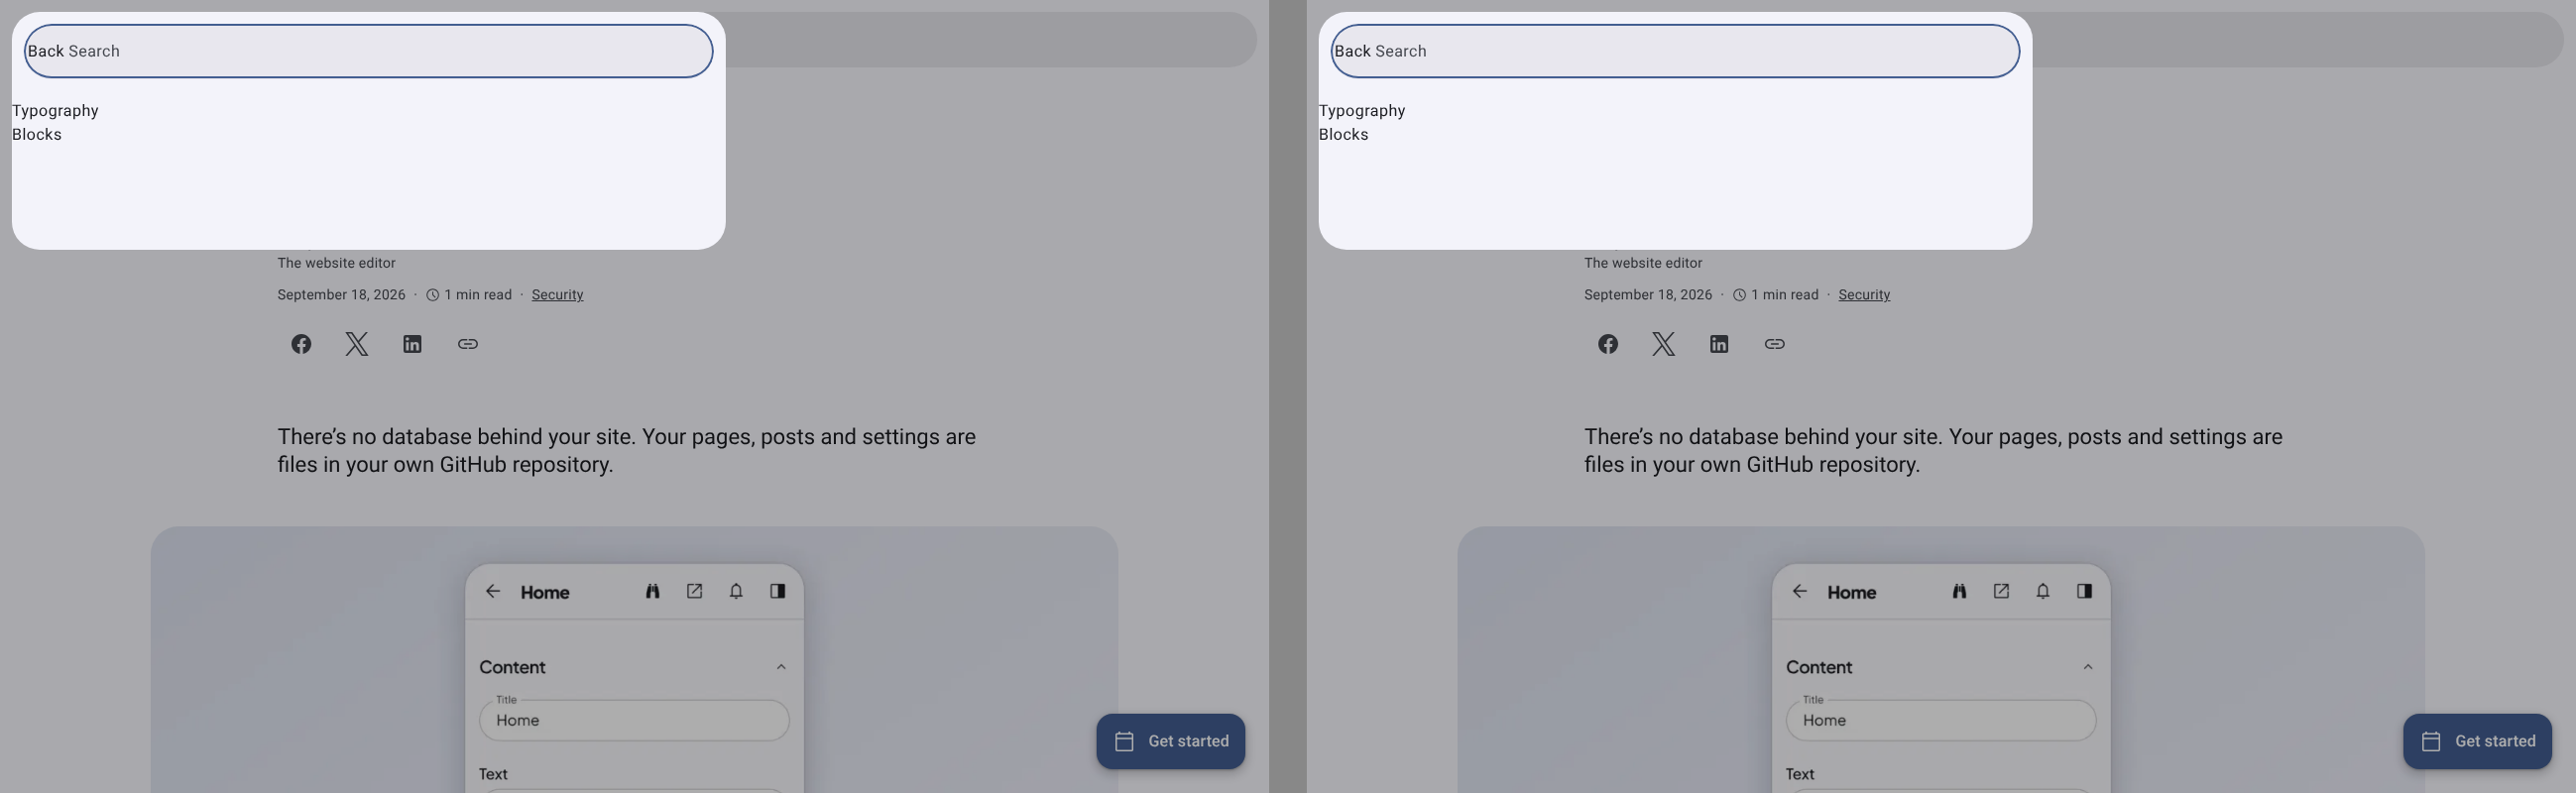 Back Search
Typography
Blocks
The website editor
September 18, 2026 · 1 min read · Security
There’s no database behind your site. Your pages, posts and settings are
files in your own GitHub repository.
Home
Content
Title
Home
Text
Get started
Back Search
Typography
Blocks
The website editor
September 18, 2026 · 1 min read · Security
There’s no database behind your site. Your pages, posts and settings are
files in your own GitHub repository.
Home
Content
Title
Home
Text
Get started